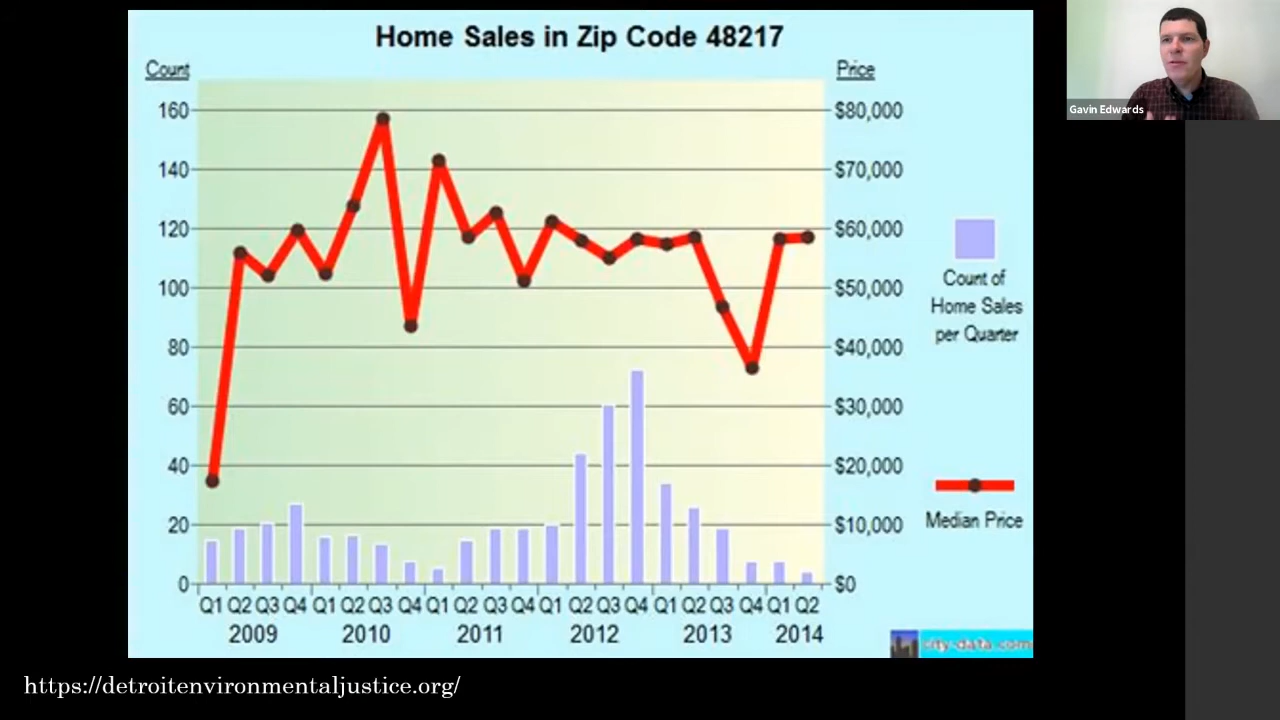 Home Sales in Zip Code 48217
Count
Price
160
140
120
100
80
60
40
20
0
$80,000
$70,000
$60,000
$50,000
$40,000
$30,000
$20,000
$10,000
$0
Q1 Q2 Q3 Q4 Q1 Q2 Q3 Q4 Q1 Q2 Q3 Q4 Q1 Q2 Q3 Q4 Q1 Q2 Q3 Q4 Q1 Q2
2009 2010 2011 2012 2013 2014
Count of
Home Sales
per Quarter
Median Price
city-data.com
https://detroitenvironmentaljustice.org/
Gavin Edwards